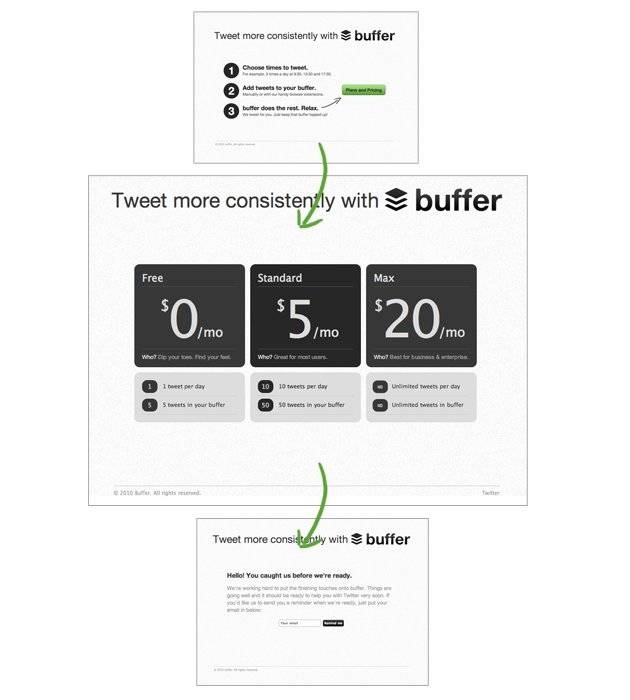 Tweet more consistently with buffer
1 Choose times to tweet.
For example, 3 times a day at 9:30, 13:30 and 17:30.
2 Add tweets to your buffer.
Manually or with our handy browser extensions.
Plans and Pricing
3 buffer does the rest. Relax.
We tweet for you. Just keep that buffer topped up!
© 2010 Buffer. All rights reserved.
Tweet more consistently with buffer
Free
$0/mo
Who? Dip your toes. Find your feel.
1 1 tweet per day
5 5 tweets in your buffer
Standard
$5/mo
Who? Great for most users.
10 10 tweets per day
50 50 tweets in your buffer
Max
$20/mo
Who? Best for business & enterprise.
∞ Unlimited tweets per day
∞ Unlimited tweets in buffer
© 2010 Buffer. All rights reserved.
Twitter
Tweet more consistently with buffer
Hello! You caught us before we're ready.
We're working hard to put the finishing touches onto buffer. Things are
going well and it should be ready to help you with Twitter very soon. If
you'd like us to send you a reminder when we're ready, just put your
email in below:
Your email
Remind me
© 2010 Buffer. All rights reserved.